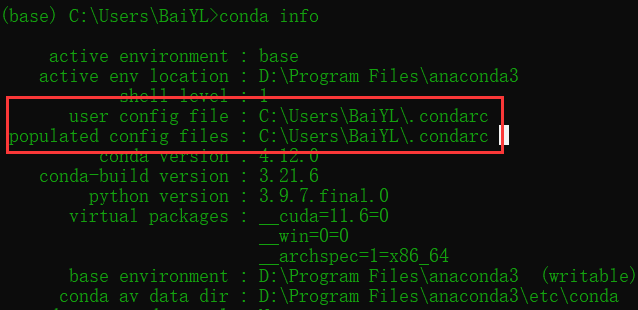 (base) C:\Users\BaiYL>conda info
active environment : base
active env location : D:\Program Files\anaconda3
shell level : 1
user config file : C:\Users\BaiYL\.condarc
populated config files : C:\Users\BaiYL\.condarc
conda version : 4.12.0
conda-build version : 3.21.6
python version : 3.9.7.final.0
virtual packages : __cuda=11.6=0
__win=0=0
__archspec=1=x86_64
base environment : D:\Program Files\anaconda3 (writable)
conda av data dir : D:\Program Files\anaconda3\etc\conda